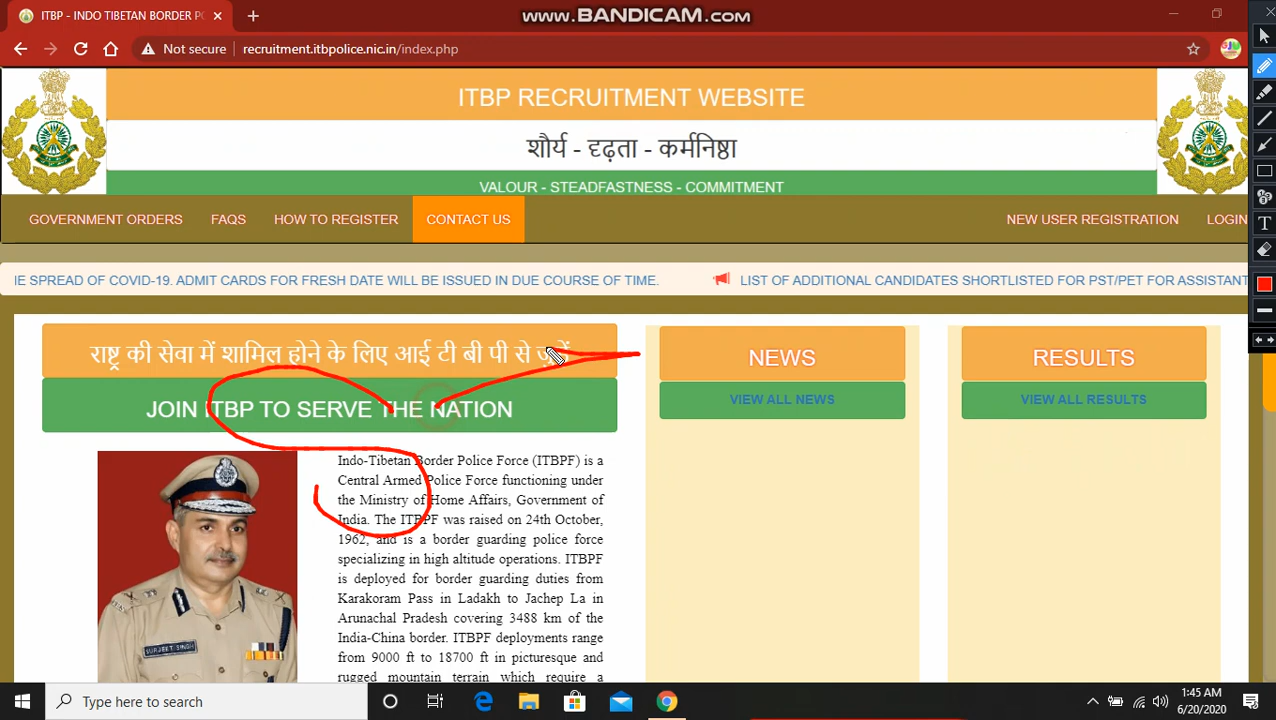 ITBP - INDO TIBETAN BORDER PO
www.BANDICAM.com
Not secure
recruitment.itbpolice.nic.in/index.php
ITBP RECRUITMENT WEBSITE
शौर्य - दृढ़ता - कर्मनिष्ठा
VALOUR - STEADFASTNESS - COMMITMENT
GOVERNMENT ORDERS
FAQS
HOW TO REGISTER
CONTACT US
NEW USER REGISTRATION
LOGIN
IE SPREAD OF COVID-19. ADMIT CARDS FOR FRESH DATE WILL BE ISSUED IN DUE COURSE OF TIME.
LIST OF ADDITIONAL CANDIDATES SHORTLISTED FOR PST/PET FOR ASSISTANT
राष्ट्र की सेवा में शामिल होने के लिए आई टी बी पी से
JOIN ITBP TO SERVE THE NATION
NEWS
VIEW ALL NEWS
RESULTS
VIEW ALL RESULTS
Indo-Tibetan Border Police Force (ITBPF) is a
Central Armed Police Force functioning under
the Ministry of Home Affairs, Government of
India. The ITBPF was raised on 24th October,
1962, and is a border guarding police force
specializing in high altitude operations. ITBPF
is deployed for border guarding duties from
Karakoram Pass in Ladakh to Jachep La in
Arunachal Pradesh covering 3488 km of the
India-China border. ITBPF deployments range
from 9000 ft to 18700 ft in picturesque and
rugged mountain terrain which require a
SURJEET SINGH
Type here to search
1:45 AM
6/20/2020